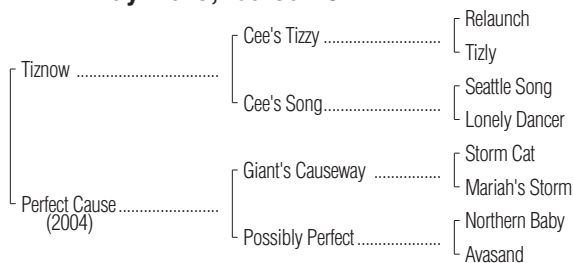 Relaunch
Cee's Tizzy ..................
Tizly
Tiznow ............................
Seattle Song
Cee's Song....................
Lonely Dancer
Storm Cat
Giant's Causeway ...........
Mariah's Storm
Perfect Cause ....................
(2004)
Northern Baby
Possibly Perfect..............
Avasand